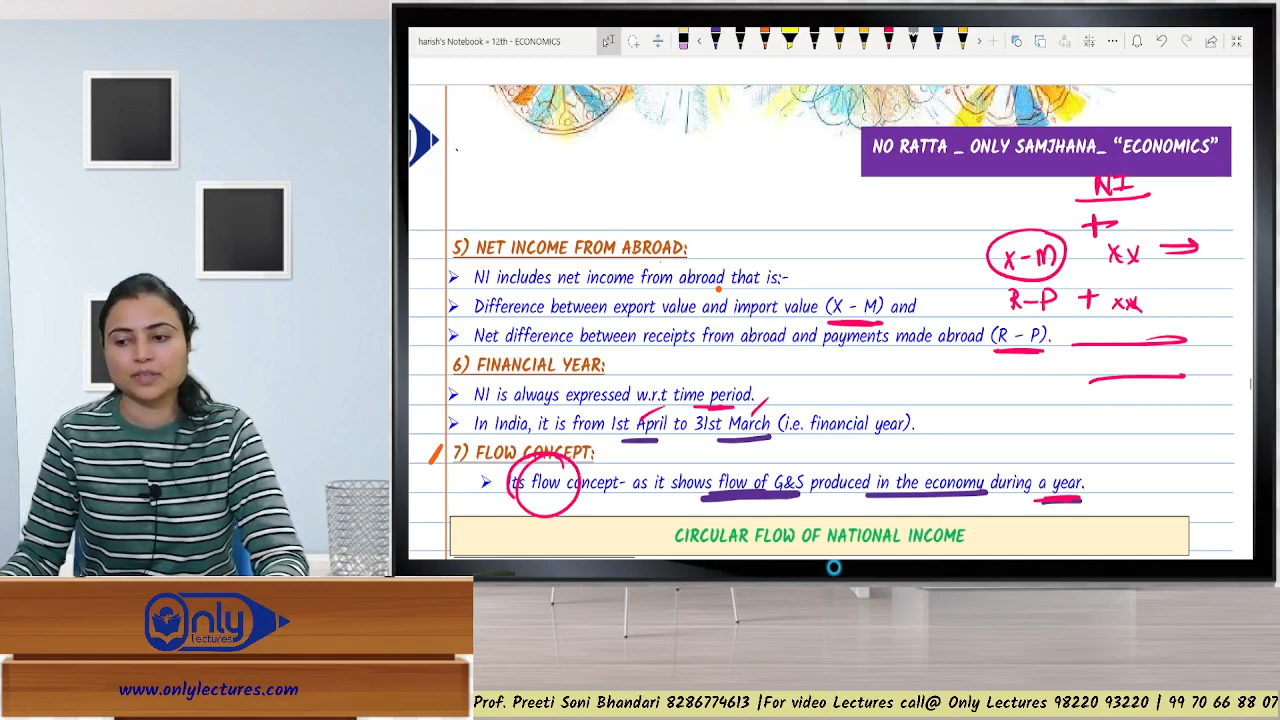 harish's Notebook » 12th - ECONOMICS
NO RATTA _ ONLY SAMJHANA_ “ECONOMICS”
NI
+
X-M XX
R-P + XX
5) NET INCOME FROM ABROAD:
➤ NI includes net income from abroad that is:-
➤ Difference between export value and import value (X - M) and
➤ Net difference between receipts from abroad and payments made abroad (R - P).
6) FINANCIAL YEAR:
➤ NI is always expressed w.r.t time period.
➤ In India, it is from 1st April to 31st March (i.e. financial year).
7) FLOW CONCEPT:
➤ Its flow concept- as it shows flow of G&S produced in the economy during a year.
CIRCULAR FLOW OF NATIONAL INCOME
Only
lectures
www.onlylectures.com
Prof. Preeti Soni Bhandari 8286774613 |For video Lectures call@ Only Lectures 98220 93220 | 99 70 66 88 07